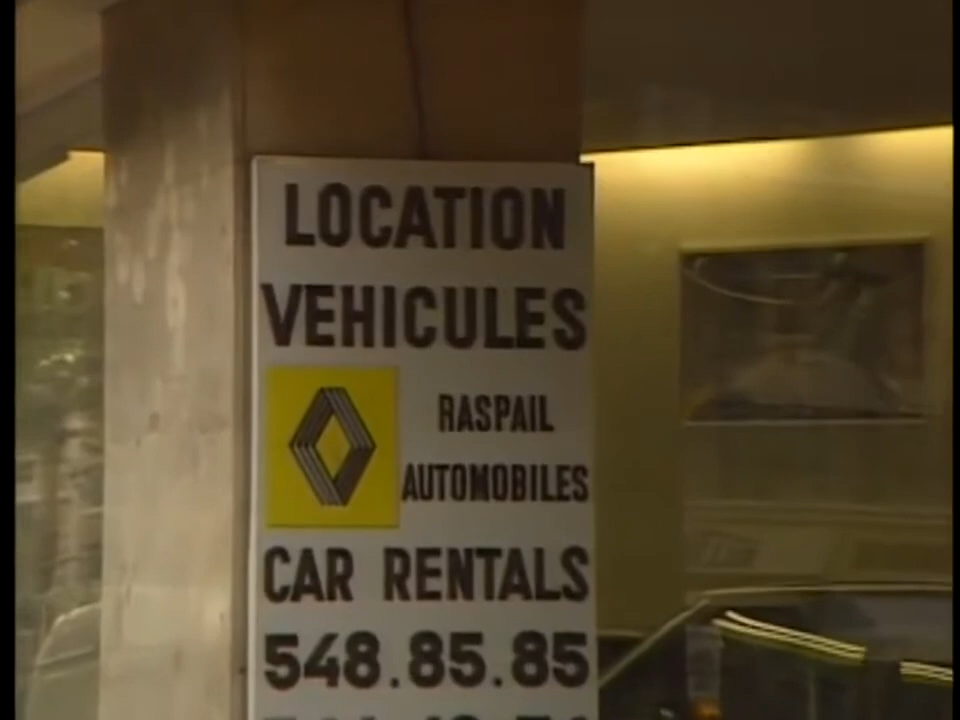 LOCATION
VEHICULES
RASPAIL
AUTOMOBILES
CAR RENTALS
548.85.85